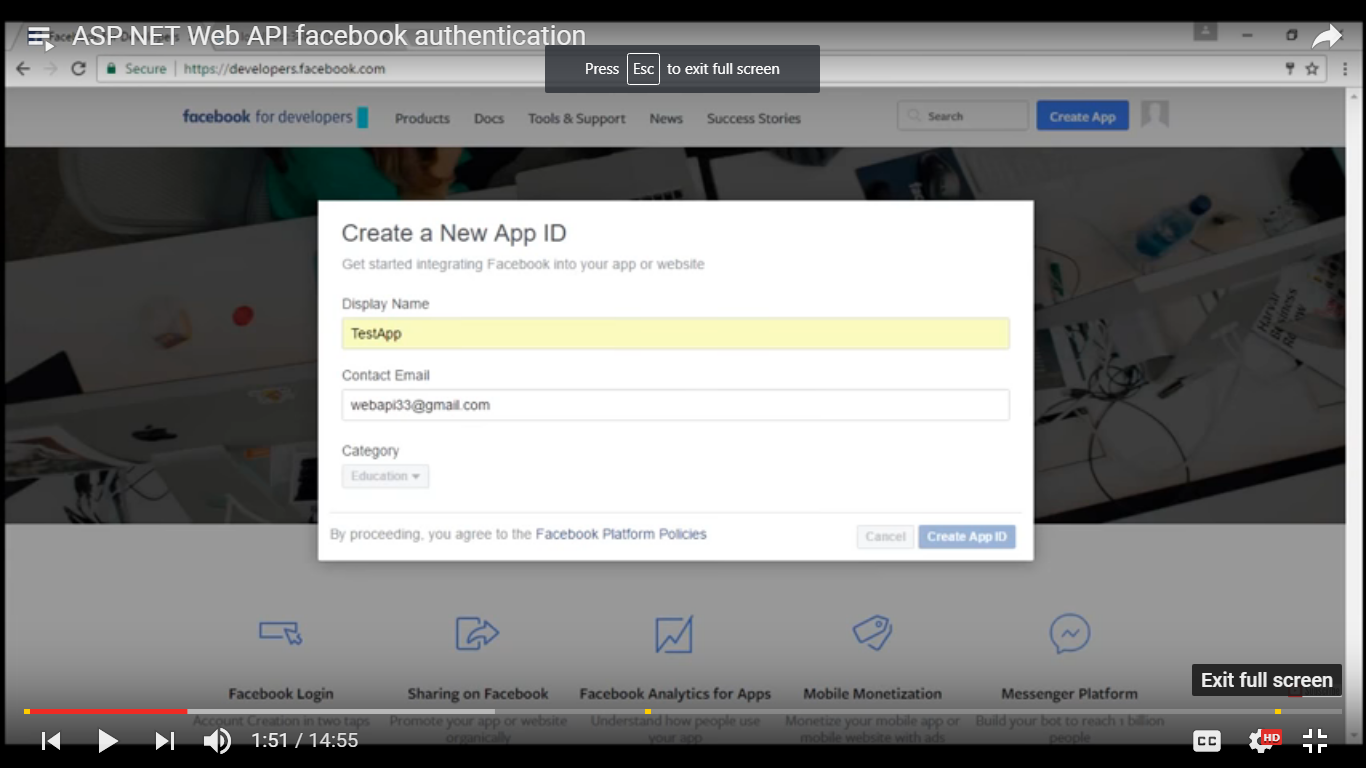 ASP NET Web API facebook authentication
Press Esc to exit full screen
Secure https://developers.facebook.com
facebook for developers Products Docs Tools & Support News Success Stories Search Create App
Create a New App ID
Get started integrating Facebook into your app or website
Display Name
TestApp
Contact Email
webapi33@gmail.com
Category
Education
By proceeding, you agree to the Facebook Platform Policies Cancel Create App ID
Harvard
Business
Facebook Login Sharing on Facebook Facebook Analytics for Apps Mobile Monetization Messenger Platform
Exit full screen
Account Creation in two taps Promote your app or website Understand how people use Monetize your mobile app or Build your bot to reach 1 billion
organically your app mobile website with ads people
1:51 / 14:55 CC HD